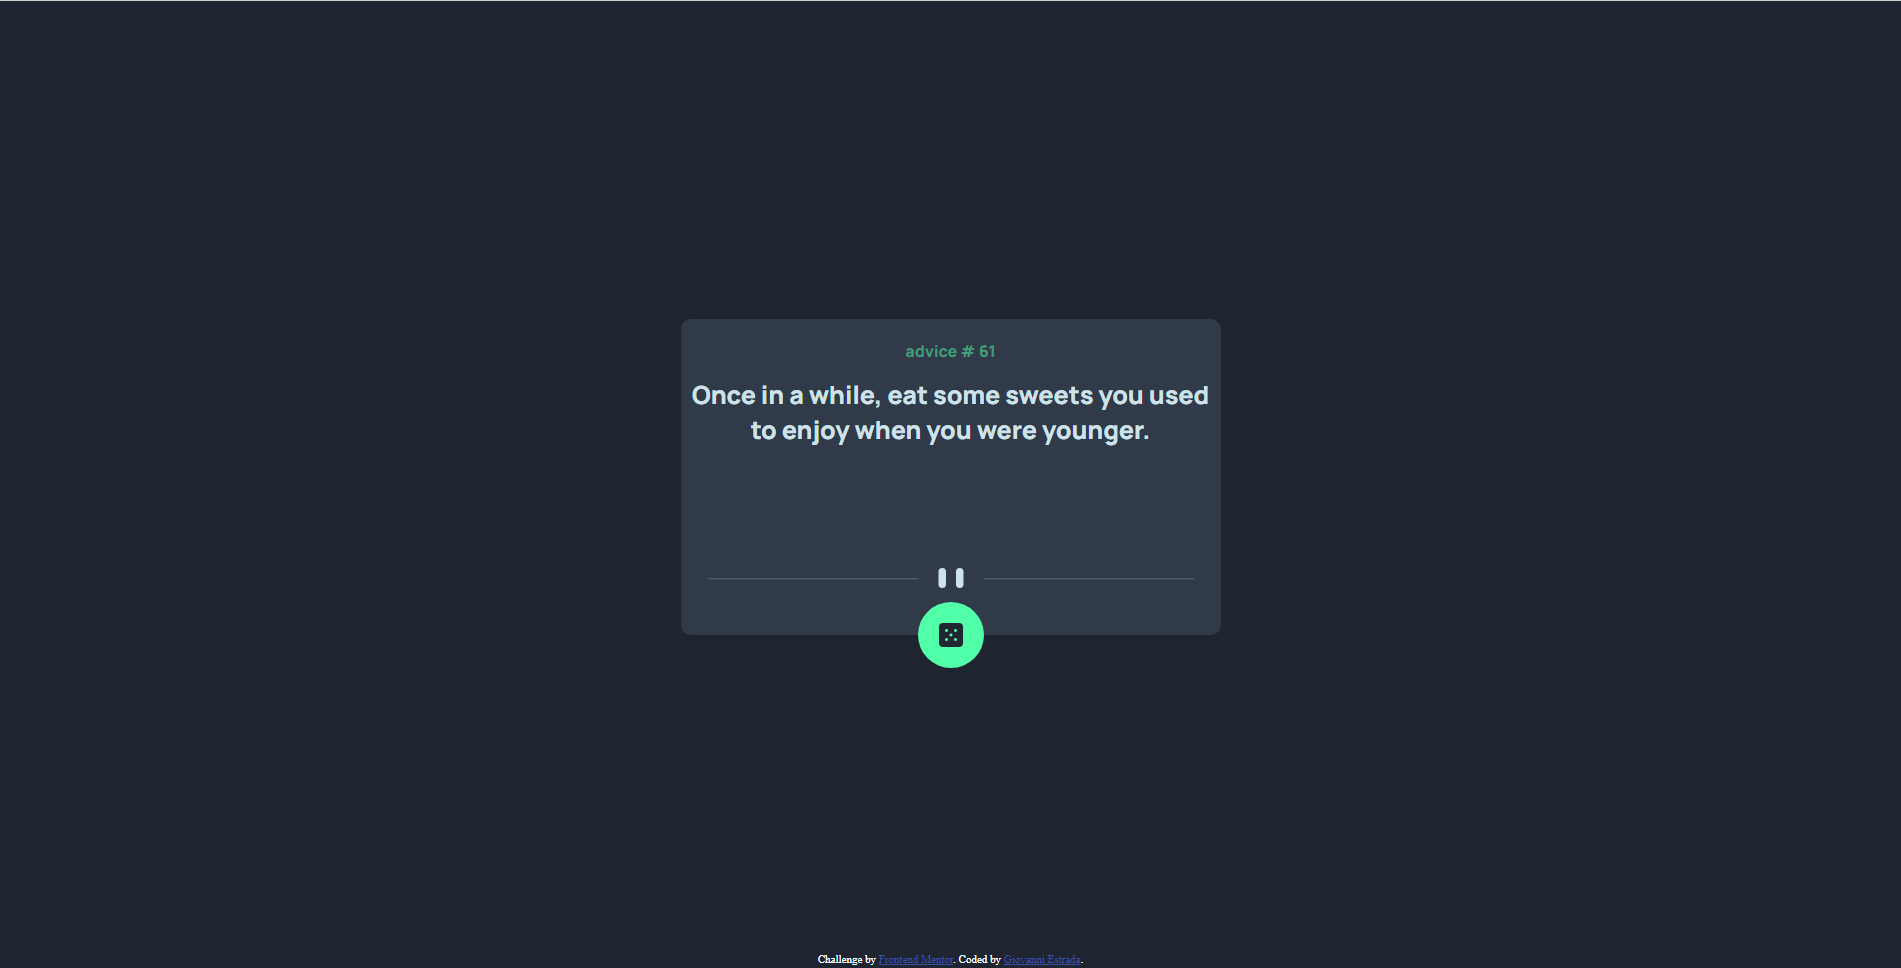 advice # 61
Once in a while, eat some sweets you used
to enjoy when you were younger.
Challenge by Frontend Mentor. Coded by Giovanni Estrada.